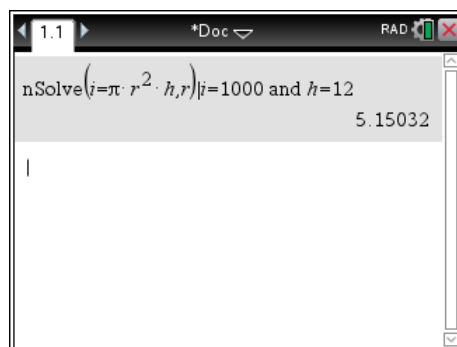 1.1 *Doc RAD
nSolve(i=π·r²·h,r)|i=1000 and h=12
5.15032